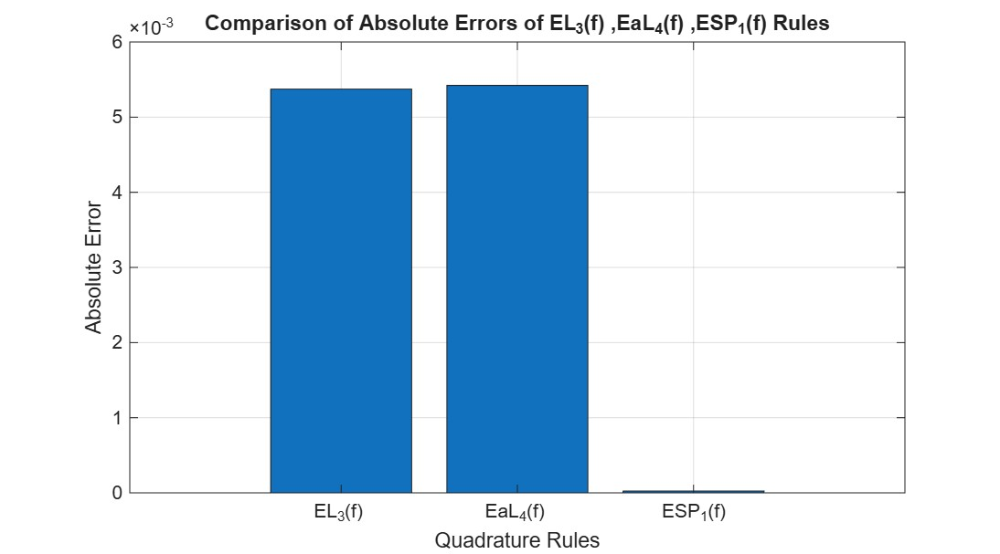 Comparison of Absolute Errors of EL₃(f) ,EaL₄(f) ,ESP₁(f) Rules
×10⁻³
6
5
4
3
2
1
0
Absolute Error
EL₃(f) EaL₄(f) ESP₁(f)
Quadrature Rules